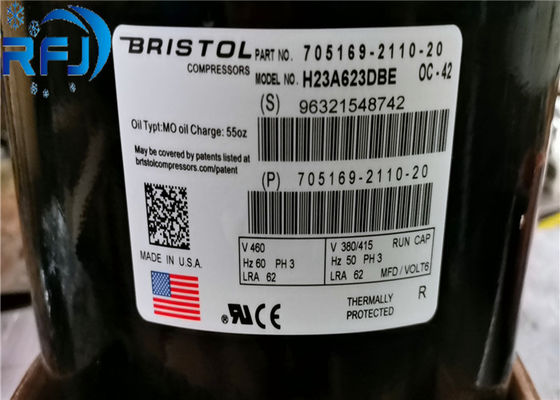 RFJ
BRISTOL
COMPRESSORS
PART NO. 705169-2110-20
MODEL NO. H23A623DBE OC-42
(S) 96321548742
Oil Typt:MO oil Charge: 55oz
May be covered by patents listed at
bristolcompressors.com/patent
(P) 705169-2110-20
V 460
Hz 60 PH 3
LRA 62
V 380/415 RUN CAP
Hz 50 PH 3
LRA 62 MFD/VOLT6
MADE IN U.S.A.
THERMALLY
PROTECTED
R
CE